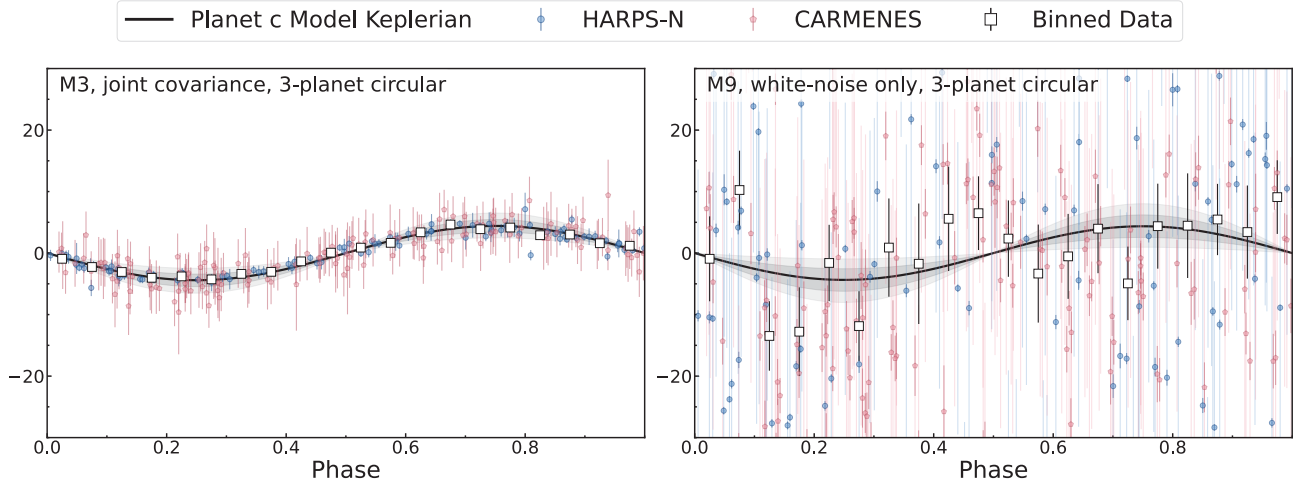 Planet c Model Keplerian HARPS-N CARMENES Binned Data
M3, joint covariance, 3-planet circular
20
0
−20
0.0 0.2 0.4 0.6 0.8
Phase
M9, white-noise only, 3-planet circular
20
0
−20
0.0 0.2 0.4 0.6 0.8
Phase